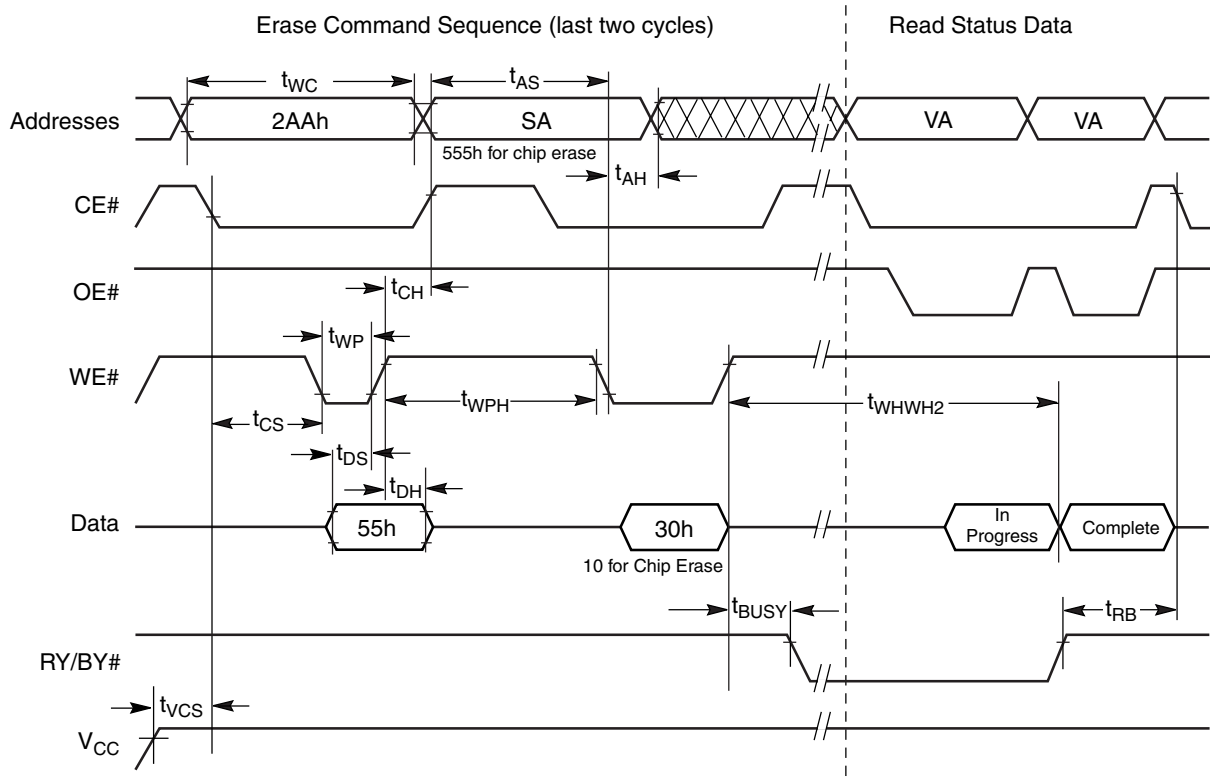 Erase Command Sequence (last two cycles) Read Status Data
tWC tAS
Addresses 2AAh SA VA VA
555h for chip erase
tAH
CE#
OE#
tCH
tWP
WE#
tWPH tWHWH2
tCS
tDS
tDH
Data 55h 30h In Progress Complete
10 for Chip Erase
tBUSY tRB
RY/BY#
tVCS
VCC